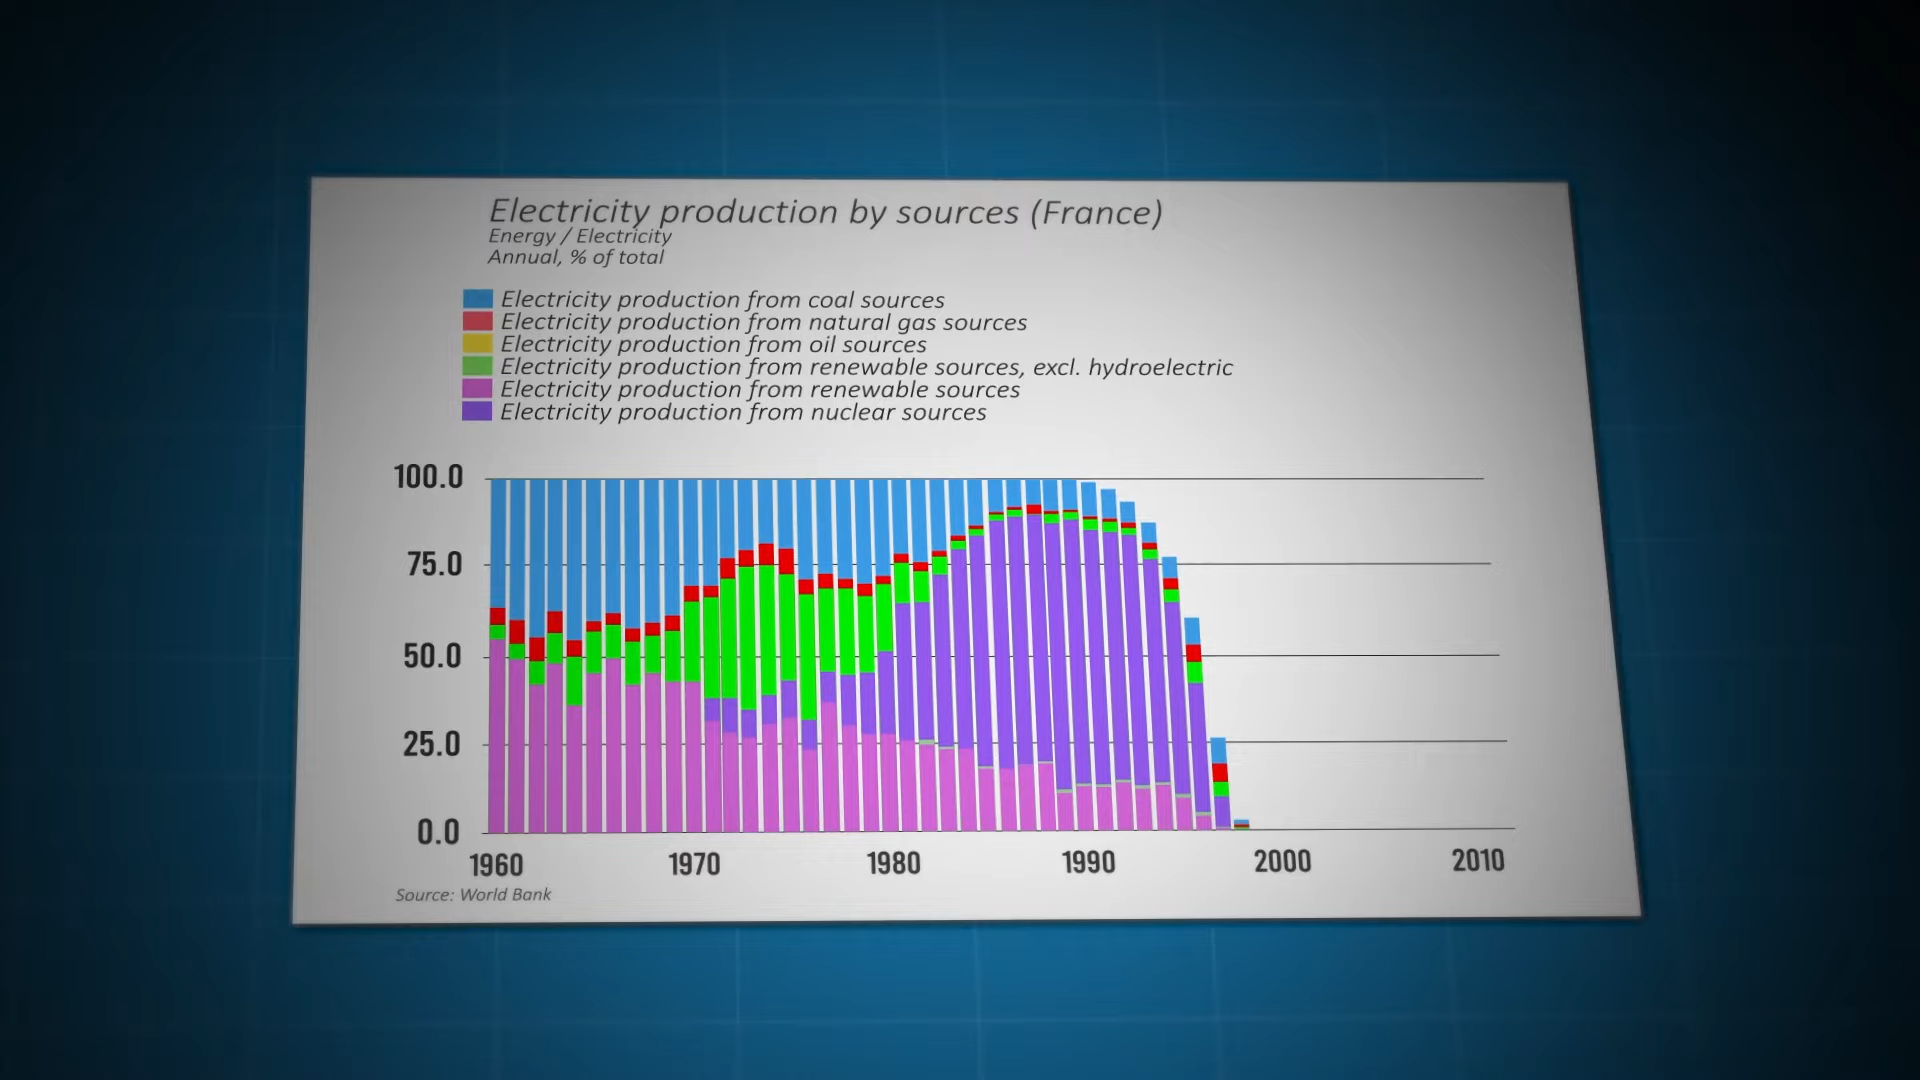 Electricity production by sources (France)
Energy / Electricity
Annual, % of total
Electricity production from coal sources
Electricity production from natural gas sources
Electricity production from oil sources
Electricity production from renewable sources, excl. hydroelectric
Electricity production from renewable sources
Electricity production from nuclear sources
100.0
75.0
50.0
25.0
0.0
1960 1970 1980 1990 2000 2010
Source: World Bank